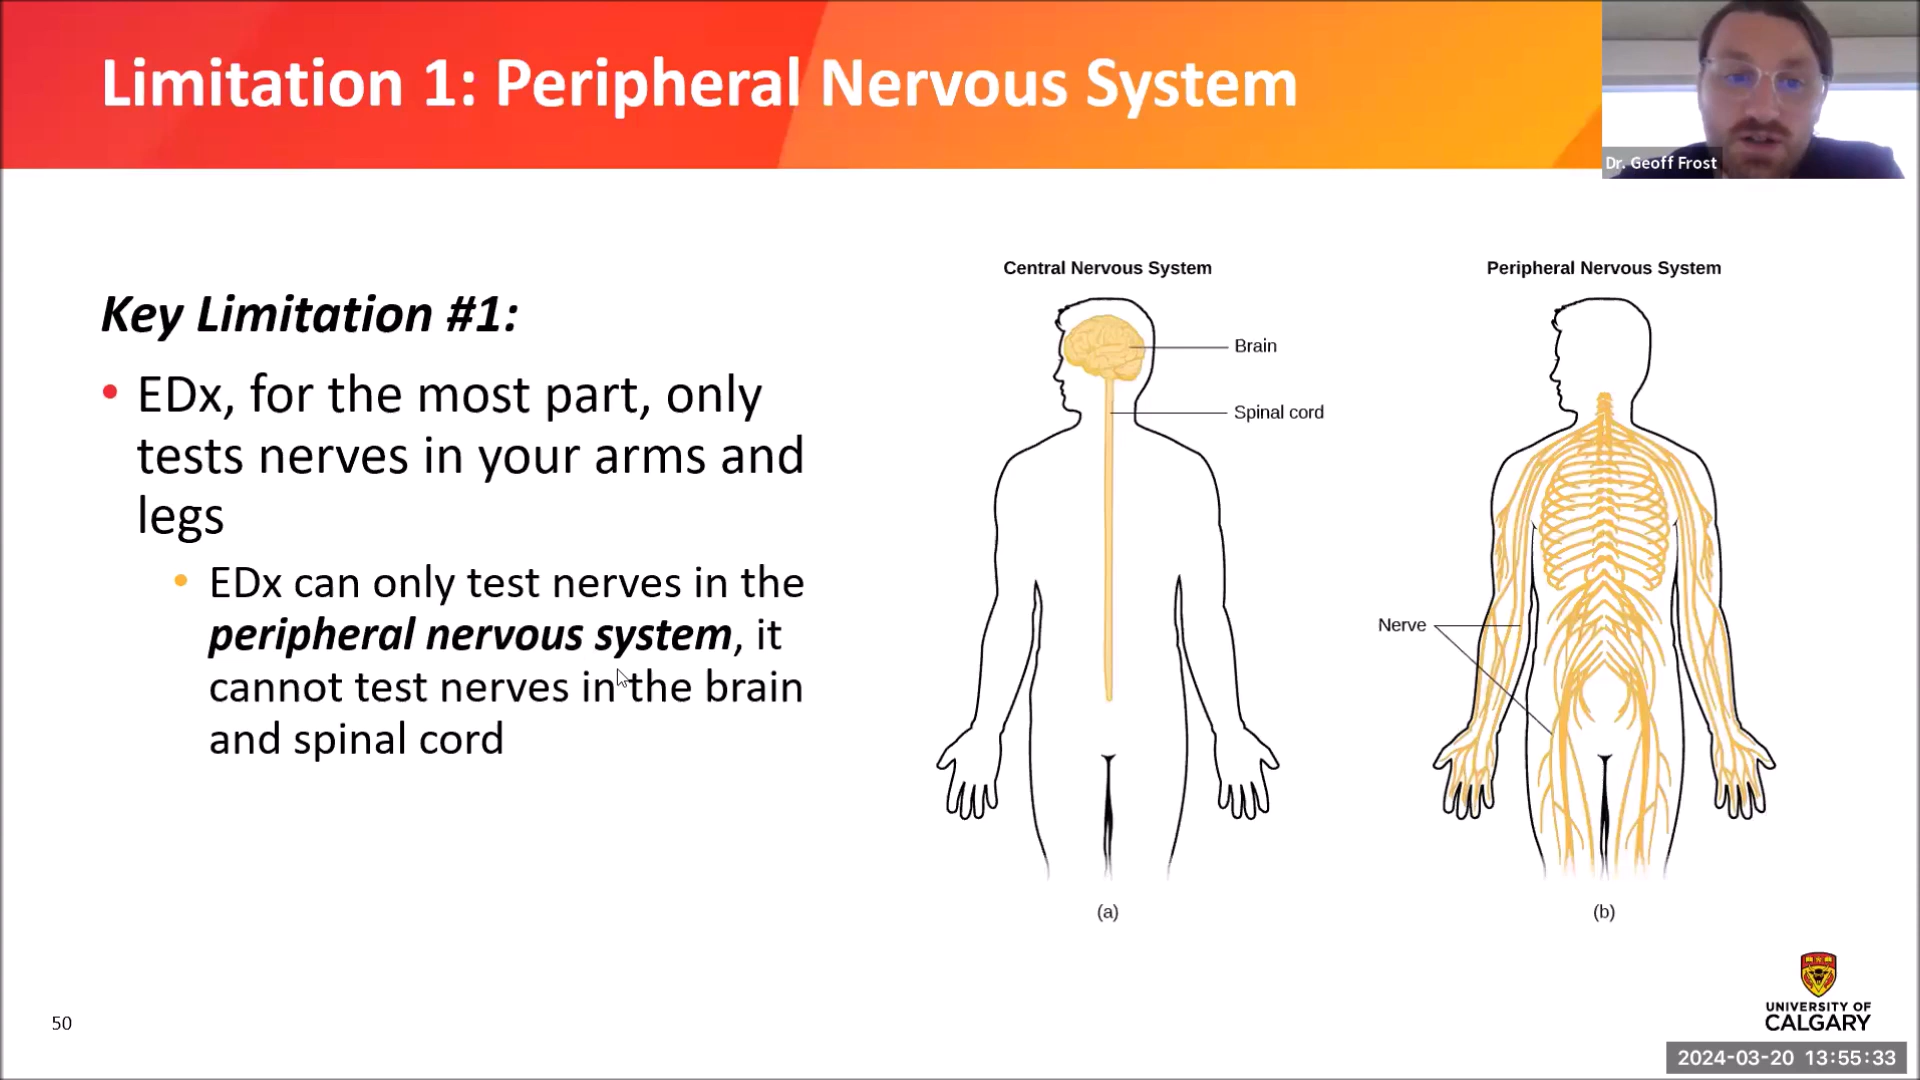 Limitation 1: Peripheral Nervous System
Dr. Geoff Frost
Key Limitation #1:
• EDx, for the most part, only
tests nerves in your arms and
legs
• EDx can only test nerves in the
peripheral nervous system, it
cannot test nerves in the brain
and spinal cord
Central Nervous System
Brain
Spinal cord
(a)
Peripheral Nervous System
Nerve
(b)
50
UNIVERSITY OF
CALGARY
2024-03-20 13:55:33